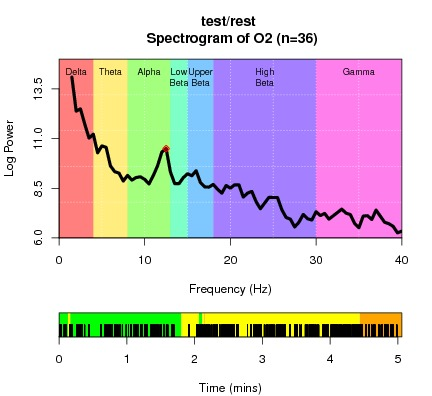 test/rest
Spectrogram of O2 (n=36)
Delta Theta Alpha Low Beta Upper Beta High Beta Gamma
Log Power
13.5
11.0
8.5
6.0
0 10 20 30 40
Frequency (Hz)
0 1 2 3 4 5
Time (mins)